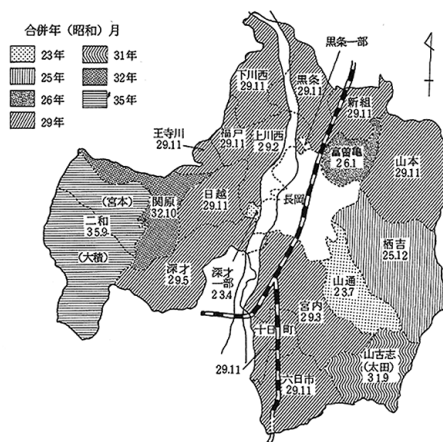 合併年（昭和）月
23年
25年
26年
29年
31年
32年
35年
黒条一部
下川西
29.11
黒条
29.11
新組
29.11
王寺川
29.11
福戸
29.11
上川西
29.2
富曽亀
26.1
山本
29.11
(宮本)
関原
32.10
日越
29.11
長岡
二和
35.9
栖吉
25.12
(大積)
深才
29.5
深才
一部
23.4
山通
23.7
宮内
29.3
十日町
29.11
山古志
(太田)
31.9
六日市
29.11